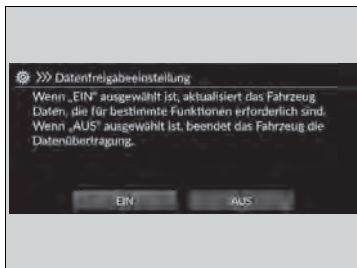 >>> Datenfreigabeeinstellung
Wenn „EIN" ausgewählt ist, aktualisiert das Fahrzeug
Daten, die für bestimmte Funktionen erforderlich sind.
Wenn „AUS" ausgewählt ist, beendet das Fahrzeug die
Datenübertragung.
EIN AUS